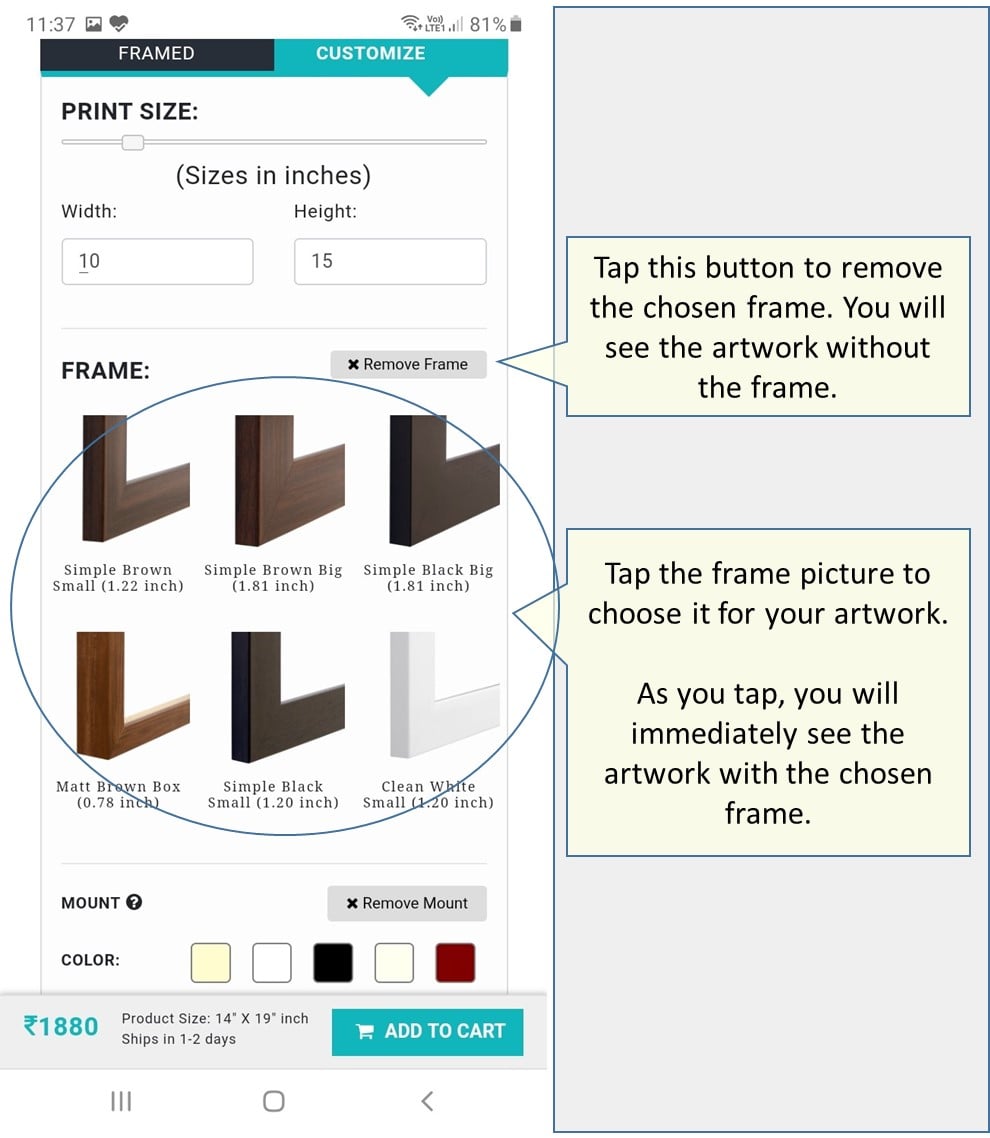 11:37
Vo)) LTE1 81%
FRAMED CUSTOMIZE
PRINT SIZE:
(Sizes in inches)
Width: Height:
10 15
FRAME:
Remove Frame
Simple Brown
Small (1.22 inch)
Simple Brown Big
(1.81 inch)
Simple Black Big
(1.81 inch)
Matt Brown Box
(0.78 inch)
Simple Black
Small (1.20 inch)
Clean White
Small (1.20 inch)
MOUNT ?
Remove Mount
COLOR:
₹1880
Product Size: 14" X 19" inch
Ships in 1-2 days
ADD TO CART
Tap this button to remove
the chosen frame. You will
see the artwork without
the frame.
Tap the frame picture to
choose it for your artwork.
As you tap, you will
immediately see the
artwork with the chosen
frame.